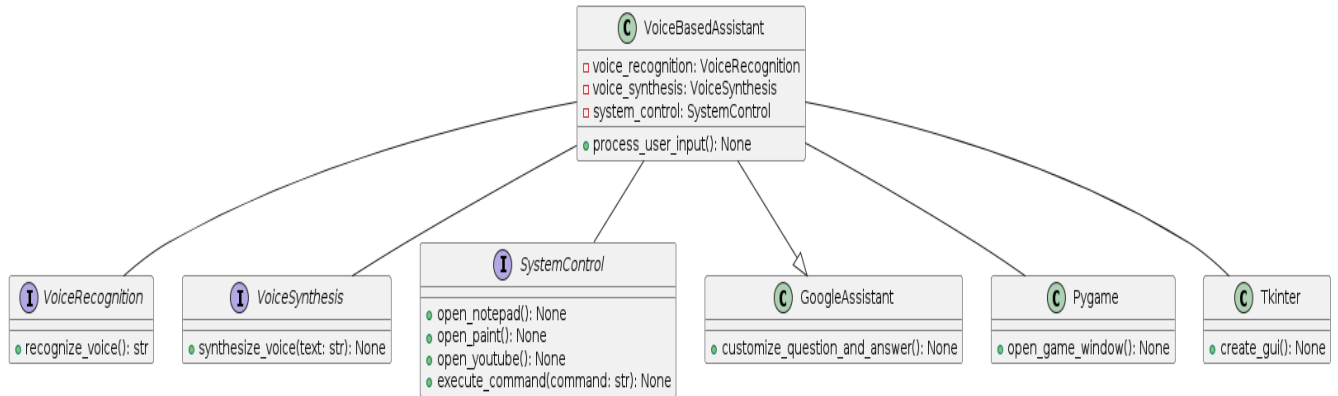 C VoiceBasedAssistant
voice_recognition: VoiceRecognition
voice_synthesis: VoiceSynthesis
system_control: SystemControl
process_user_input(): None
I VoiceRecognition
recognize_voice(): str
I VoiceSynthesis
synthesize_voice(text: str): None
I SystemControl
open_notepad(): None
open_paint(): None
open_youtube(): None
execute_command(command: str): None
C GoogleAssistant
customize_question_and_answer(): None
C Pygame
open_game_window(): None
C Tkinter
create_gui(): None